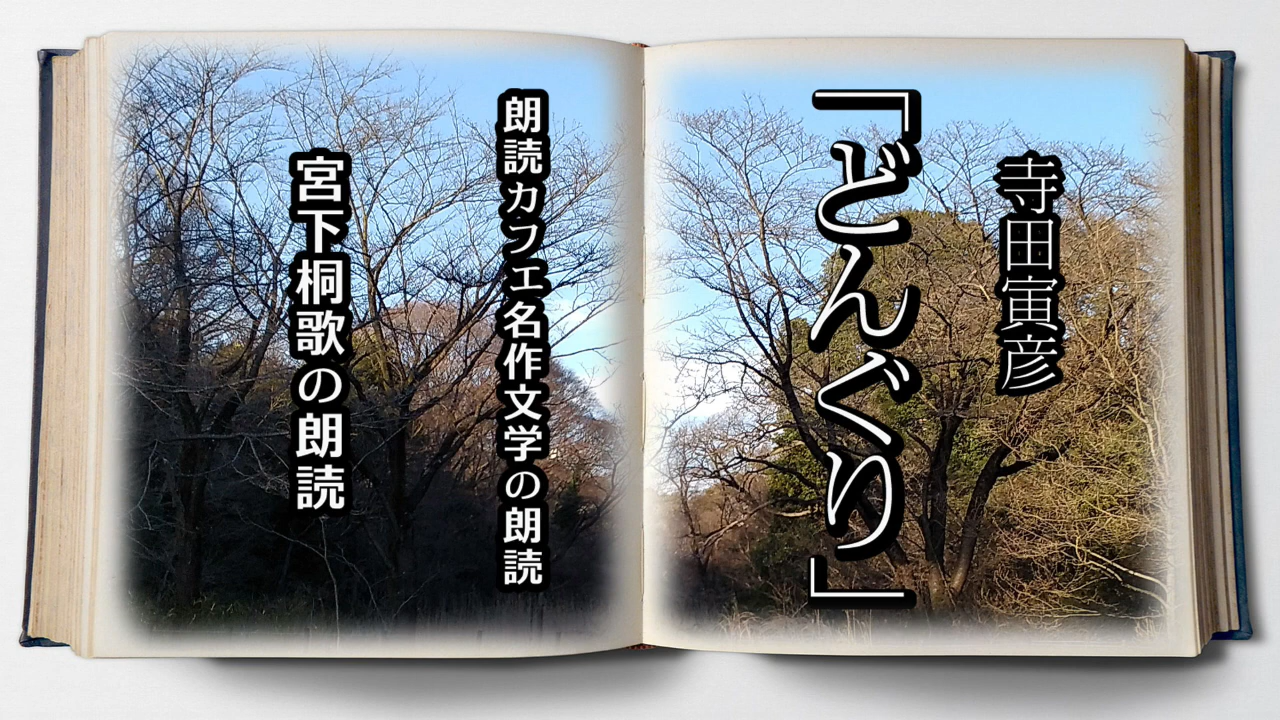 寺田寅彦
「どんぐり」
朗読カフェ名作文学の朗読
宮下桐歌の朗読